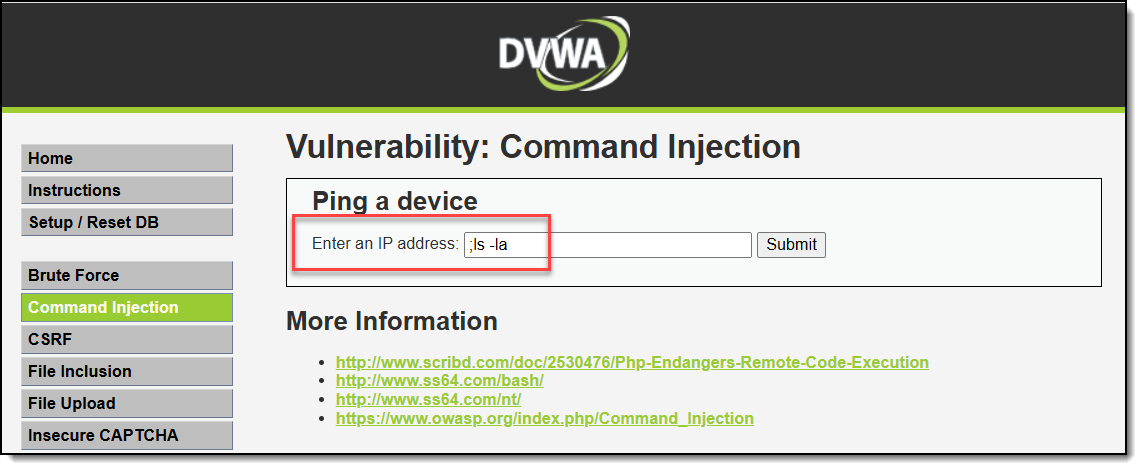 DVWA
Home
Instructions
Setup / Reset DB
Brute Force
Command Injection
CSRF
File Inclusion
File Upload
Insecure CAPTCHA
Vulnerability: Command Injection
Ping a device
Enter an IP address: ;ls -la Submit
More Information
http://www.scribd.com/doc/2530476/Php-Endangers-Remote-Code-Execution
http://www.ss64.com/bash/
http://www.ss64.com/nt/
https://www.owasp.org/index.php/Command_Injection